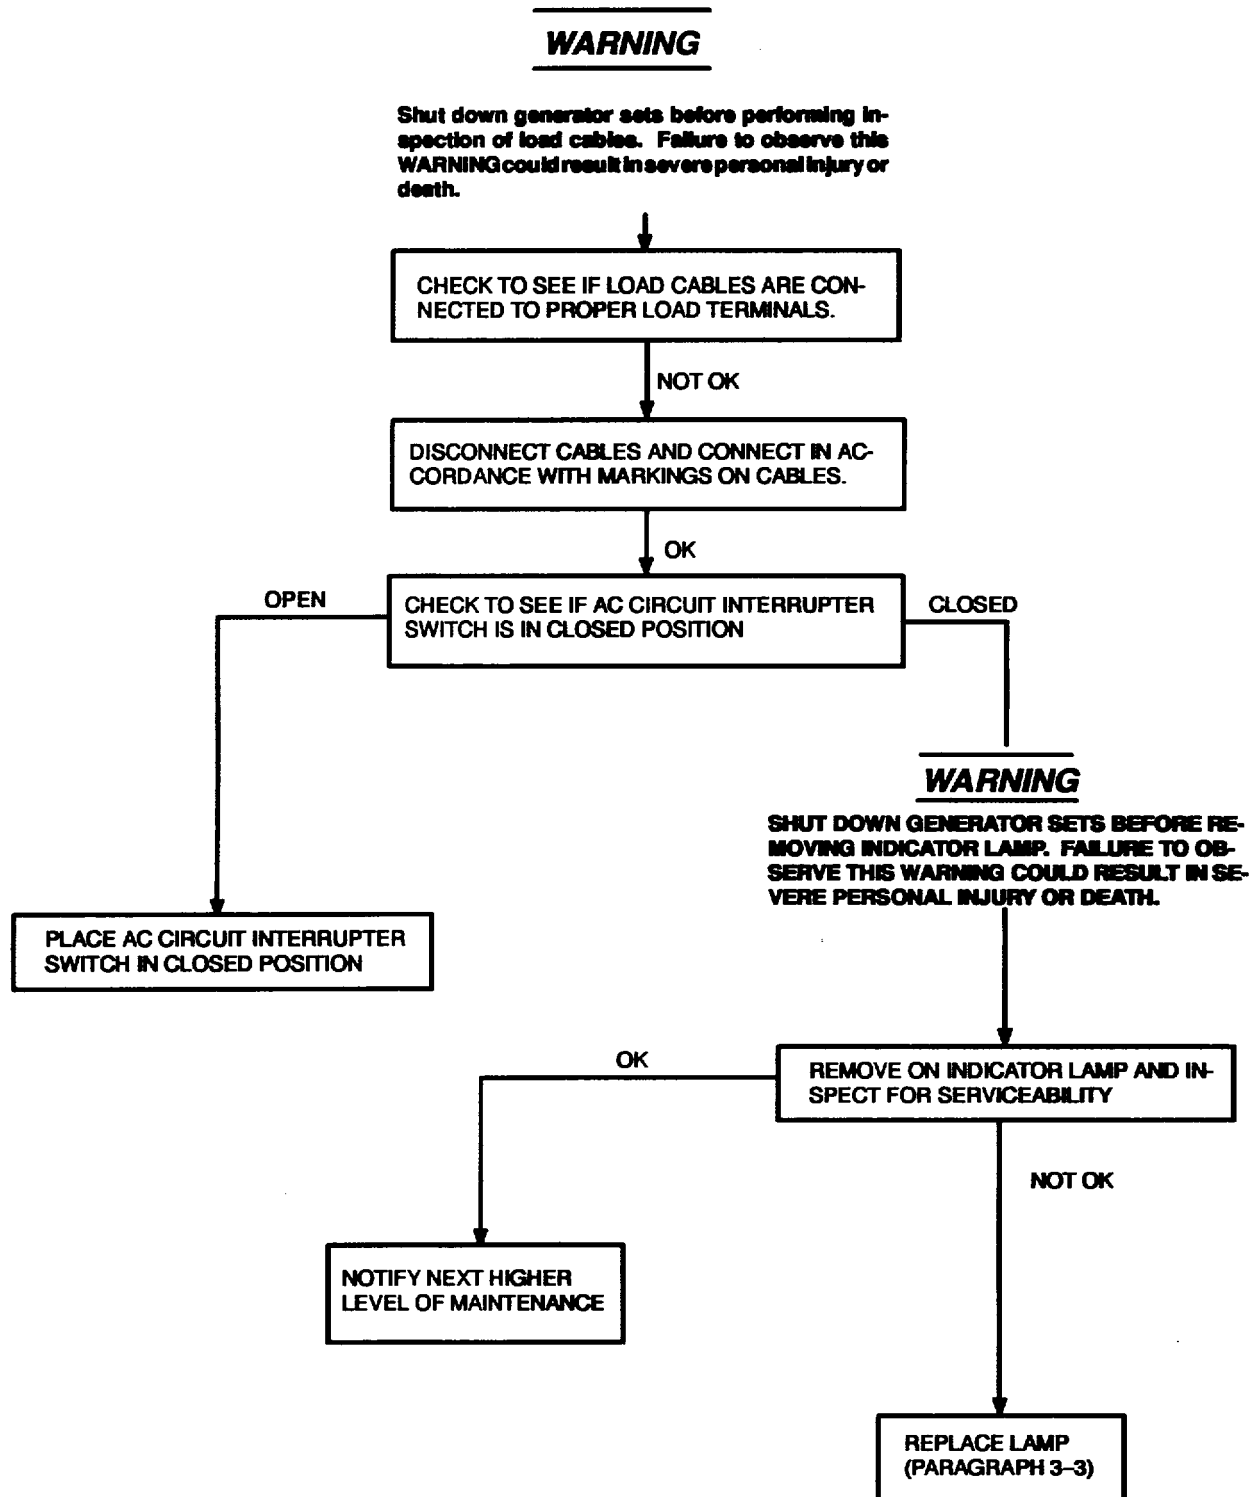 WARNING
Shut down generator sets before performing in-
spection of load cables. Failure to observe this
WARNING could result in severe personal injury or
death.
CHECK TO SEE IF LOAD CABLES ARE CON-
NECTED TO PROPER LOAD TERMINALS.
NOT OK
DISCONNECT CABLES AND CONNECT IN AC-
CORDANCE WITH MARKINGS ON CABLES.
OK
OPEN
CHECK TO SEE IF AC CIRCUIT INTERRUPTER
SWITCH IS IN CLOSED POSITION
CLOSED
WARNING
SHUT DOWN GENERATOR SETS BEFORE RE-
MOVING INDICATOR LAMP. FAILURE TO OB-
SERVE THIS WARNING COULD RESULT IN SE-
VERE PERSONAL INJURY OR DEATH.
PLACE AC CIRCUIT INTERRUPTER
SWITCH IN CLOSED POSITION
OK
REMOVE ON INDICATOR LAMP AND IN-
SPECT FOR SERVICEABILITY
NOT OK
NOTIFY NEXT HIGHER
LEVEL OF MAINTENANCE
REPLACE LAMP
(PARAGRAPH 3–3)